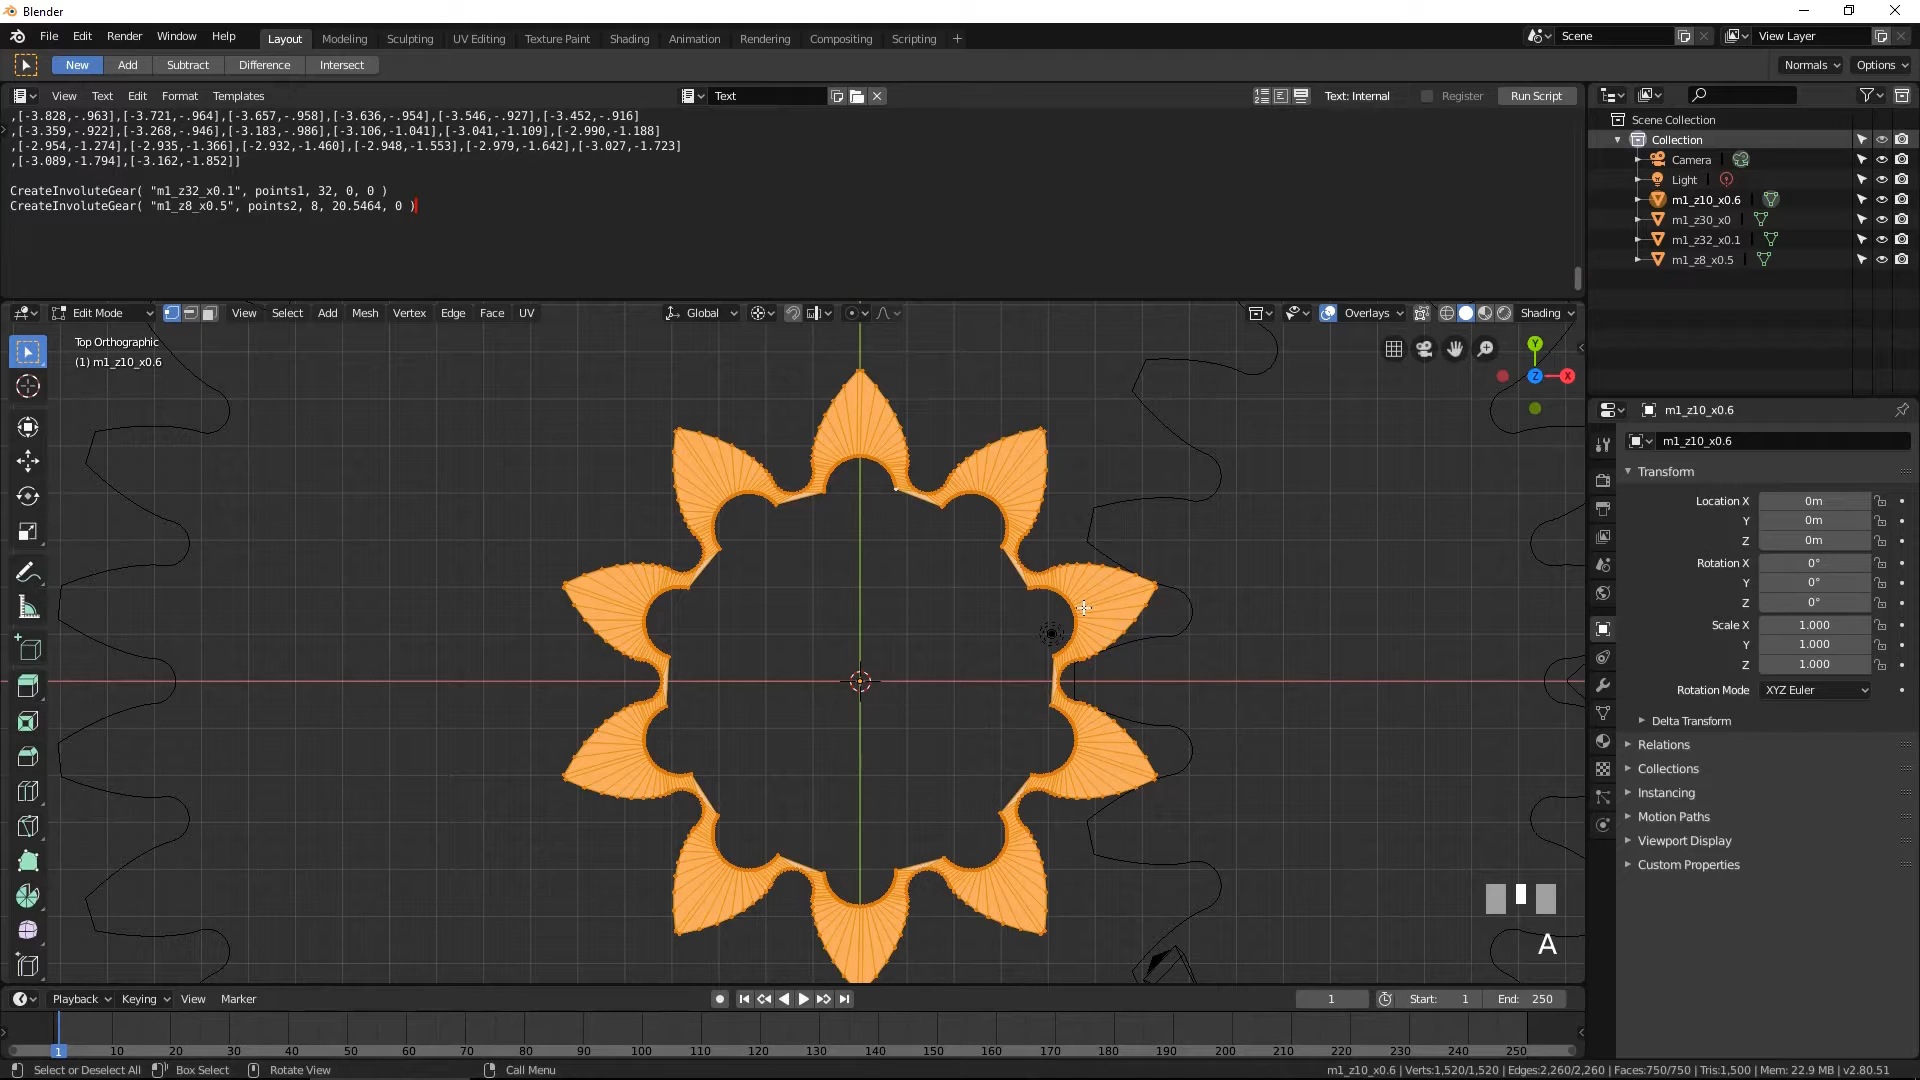 Blender
File Edit Render Window Help Layout Modeling Sculpting UV Editing Texture Paint Shading Animation Rendering Compositing Scripting + Scene View Layer
New Add Subtract Difference Intersect Normals Options
View Text Edit Format Templates Text Text: Internal Register Run Script
,[-3.828,-.963],[-3.721,-.964],[-3.657,-.958],[-3.636,-.954],[-3.546,-.927],[-3.452,-.916]
,[-3.359,-.922],[-3.268,-.946],[-3.183,-.986],[-3.106,-1.041],[-3.041,-1.109],[-2.990,-1.188]
,[-2.954,-1.274],[-2.935,-1.366],[-2.932,-1.460],[-2.948,-1.553],[-2.979,-1.642],[-3.027,-1.723]
,[-3.089,-1.794],[-3.162,-1.852]]
CreateInvoluteGear( "m1_z32_x0.1", points1, 32, 0, 0 )
CreateInvoluteGear( "m1_z8_x0.5", points2, 8, 20.5464, 0 )
Scene Collection
Collection
Camera
Light
m1_z10_x0.6
m1_z30_x0
m1_z32_x0.1
m1_z8_x0.5
Edit Mode View Select Add Mesh Vertex Edge Face UV Global Overlays Shading
Top Orthographic
(1) m1_z10_x0.6
Y
Z
X
A
m1_z10_x0.6
m1_z10_x0.6
Transform
Location X 0m
Y 0m
Z 0m
Rotation X 0°
Y 0°
Z 0°
Scale X 1.000
Y 1.000
Z 1.000
Rotation Mode XYZ Euler
Delta Transform
Relations
Collections
Instancing
Motion Paths
Viewport Display
Custom Properties
Playback Keying View Marker 1 Start: 1 End: 250
1 10 20 30 40 50 60 70 80 90 100 110 120 130 140 150 160 170 180 190 200 210 220 230 240 250
Select or Deselect All Box Select Rotate View Call Menu m1_z10_x0.6 | Verts:1,520/1,520 | Edges:2,260/2,260 | Faces:750/750 | Tris:1,500 | Mem: 22.9 MB | v2.80.51